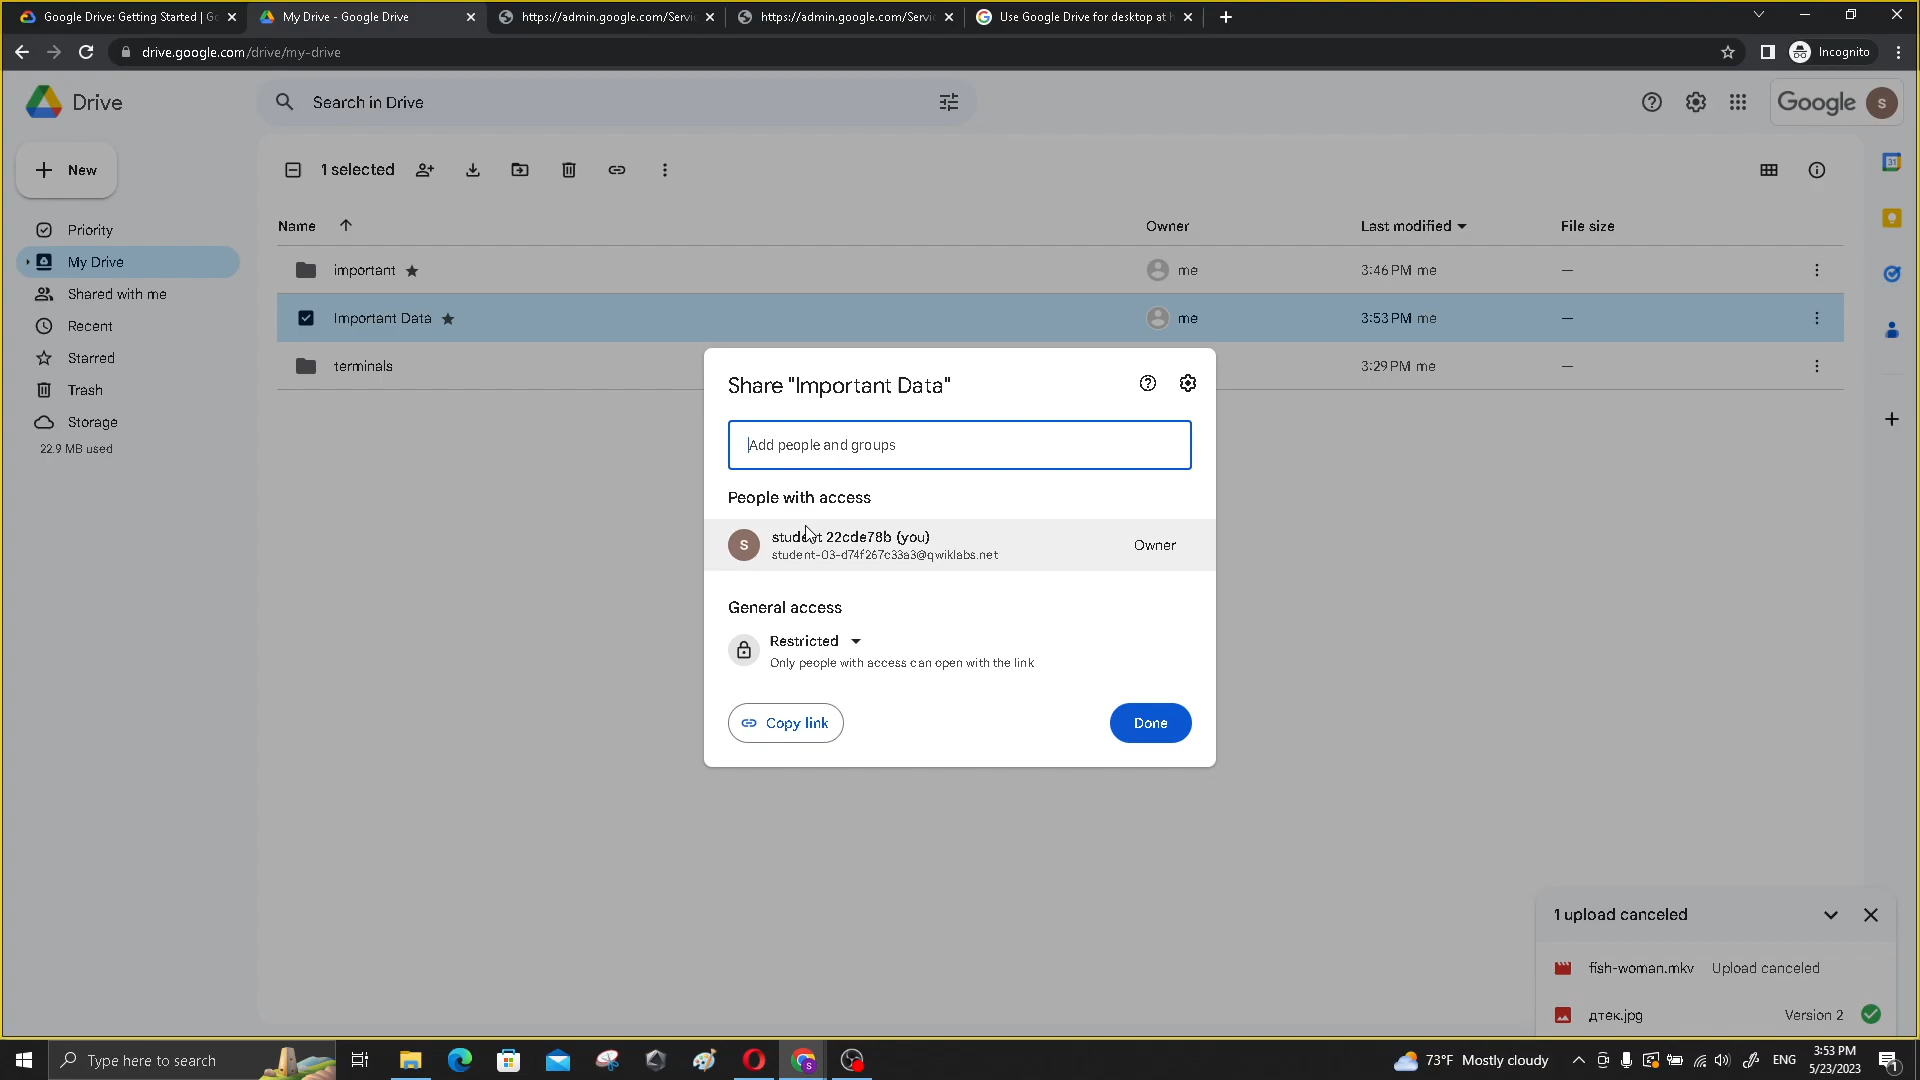 Google Drive: Getting Started | Go
My Drive - Google Drive
https://admin.google.com/Servi
https://admin.google.com/Servi
Use Google Drive for desktop at h
drive.google.com/drive/my-drive
Incognito
Drive
Search in Drive
Google
S
New
1 selected
31
Name
Owner
Last modified
File size
Priority
My Drive
Shared with me
Recent
Starred
Trash
Storage
22.9 MB used
important
me
3:46 PM me
—
Important Data
me
3:53 PM me
—
terminals
3:29 PM me
—
Share "Important Data"
Add people and groups
People with access
S
student 22cde78b (you)
student-03-d74f267c33a3@qwiklabs.net
Owner
General access
Restricted
Only people with access can open with the link
Copy link
Done
1 upload canceled
fish-woman.mkv
Upload canceled
дтек.jpg
Version 2
Type here to search
73°F Mostly cloudy
ENG
3:53 PM
5/23/2023
1